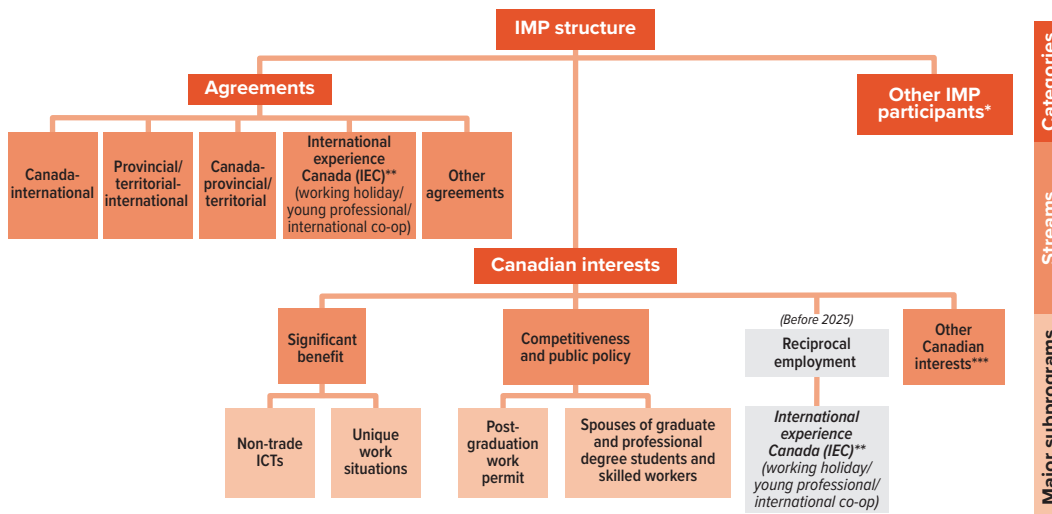 IMP structure
Agreements
Other IMP
participants*
Canada-
international
Provincial/
territorial-
international
Canada-
provincial/
territorial
International
experience
Canada (IEC)**
(working holiday/
young professional/
international co-op)
Other
agreements
Canadian interests
Significant
benefit
Competitiveness
and public policy
(Before 2025)
Reciprocal
employment
Other
Canadian
interests***
Non-trade
ICTs
Unique
work
situations
Post-
graduation
work
permit
Spouses of graduate
and professional
degree students and
skilled workers
International
experience
Canada (IEC)**
(working holiday/
young professional/
international co-op)
Categories
Streams
Major subprograms